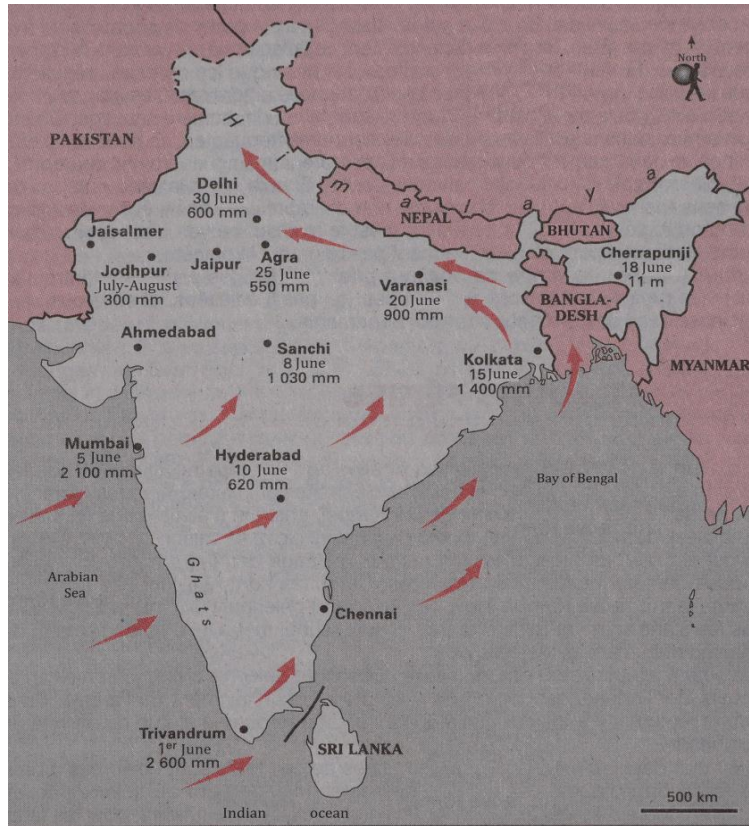 North
PAKISTAN
H i m a l a y a
Delhi
30 June
600 mm
NEPAL
BHUTAN
Jaisalmer
Jodhpur
July-August
300 mm
Jaipur
Agra
25 June
550 mm
Varanasi
20 June
900 mm
Cherrapunji
18 June
11 m
BANGLA-
DESH
Ahmedabad
Sanchi
8 June
1 030 mm
Kolkata
15 June
1 400 mm
MYANMAR
Mumbai
5 June
2 100 mm
Hyderabad
10 June
620 mm
Bay of Bengal
Arabian
Sea
Ghats
Chennai
Trivandrum
1er June
2 600 mm
SRI LANKA
Indian ocean
500 km